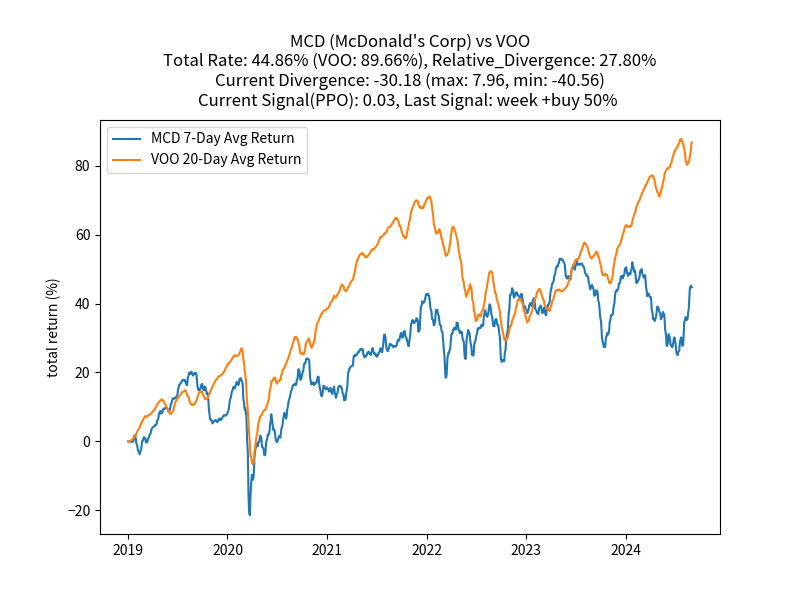 MCD (McDonald's Corp) vs VOO
Total Rate: 44.86% (VOO: 89.66%), Relative_Divergence: 27.80%
Current Divergence: -30.18 (max: 7.96, min: -40.56)
Current Signal(PPO): 0.03, Last Signal: week +buy 50%
MCD 7-Day Avg Return
VOO 20-Day Avg Return
total return (%)
80
60
40
20
0
−20
2019 2020 2021 2022 2023 2024